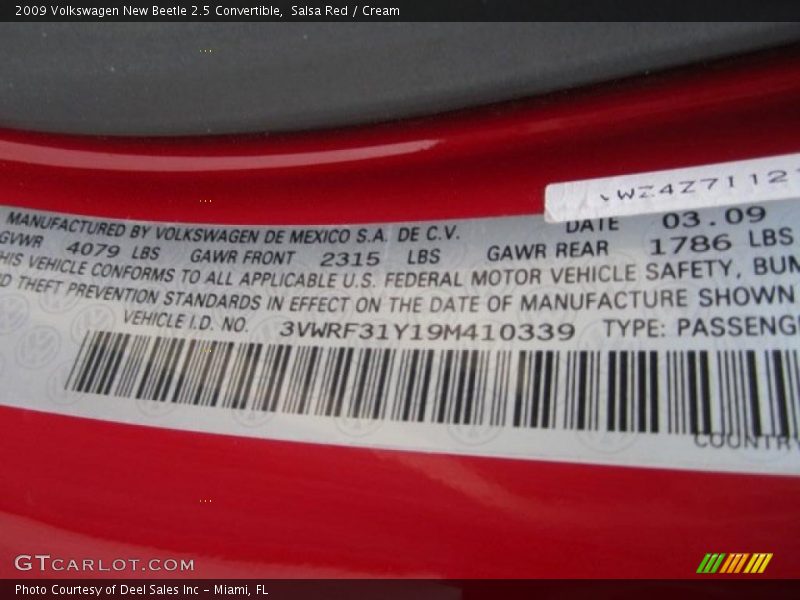 2009 Volkswagen New Beetle 2.5 Convertible, Salsa Red / Cream
VWZ4Z7112
MANUFACTURED BY VOLKSWAGEN DE MEXICO S.A. DE C.V. DATE 03.09
GVWR 4079 LBS GAWR FRONT 2315 LBS GAWR REAR 1786 LBS
HIS VEHICLE CONFORMS TO ALL APPLICABLE U.S. FEDERAL MOTOR VEHICLE SAFETY, BUM
D THEFT PREVENTION STANDARDS IN EFFECT ON THE DATE OF MANUFACTURE SHOWN
VEHICLE I.D. NO. 3VWRF31Y19M410339 TYPE: PASSENG
COUNTRY
GTCARLOT.COM
Photo Courtesy of Deel Sales Inc - Miami, FL